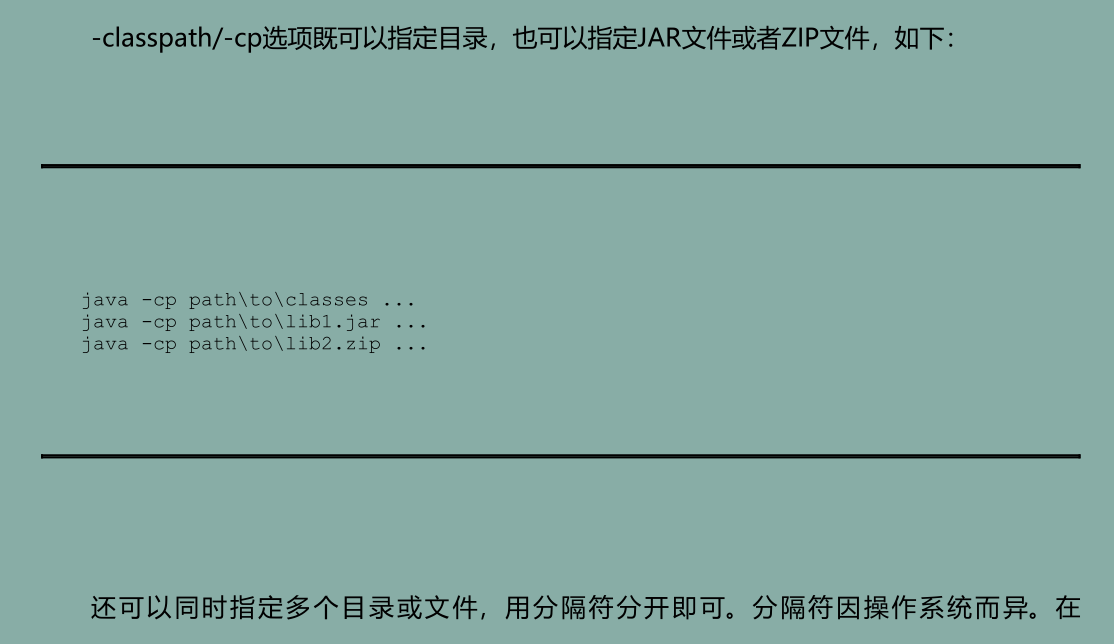 -classpath/-cp选项既可以指定目录，也可以指定JAR文件或者ZIP文件，如下：
java -cp path\to\classes ...
java -cp path\to\lib1.jar ...
java -cp path\to\lib2.zip ...
还可以同时指定多个目录或文件，用分隔符分开即可。分隔符因操作系统而异。在